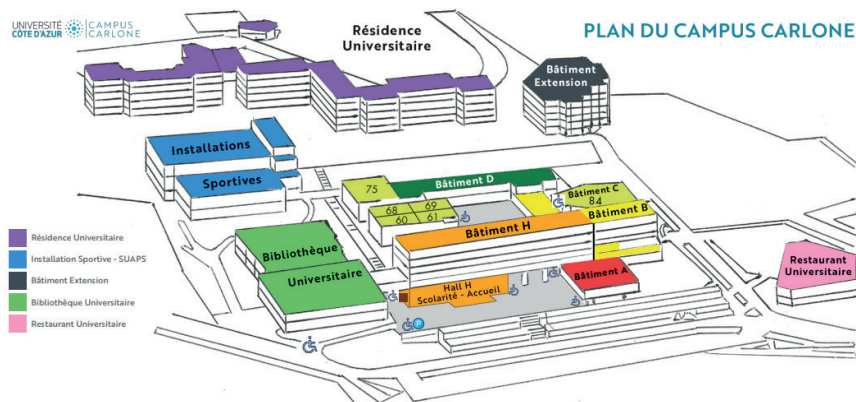 UNIVERSITÉ
CÔTE D'AZUR
CAMPUS
CARLONE
PLAN DU CAMPUS CARLONE
Résidence
Universitaire
Bâtiment
Extension
Installations
Sportives
75
Bâtiment D
68
69
60
61
Bâtiment C
84
Bâtiment B
Bâtiment H
Bibliothèque
Universitaire
Bâtiment A
Restaurant
Universitaire
Hall H
Scolarité - Accueil
Résidence Universitaire
Installation Sportive - SUAPS
Bâtiment Extension
Bibliothèque Universitaire
Restaurant Universitaire